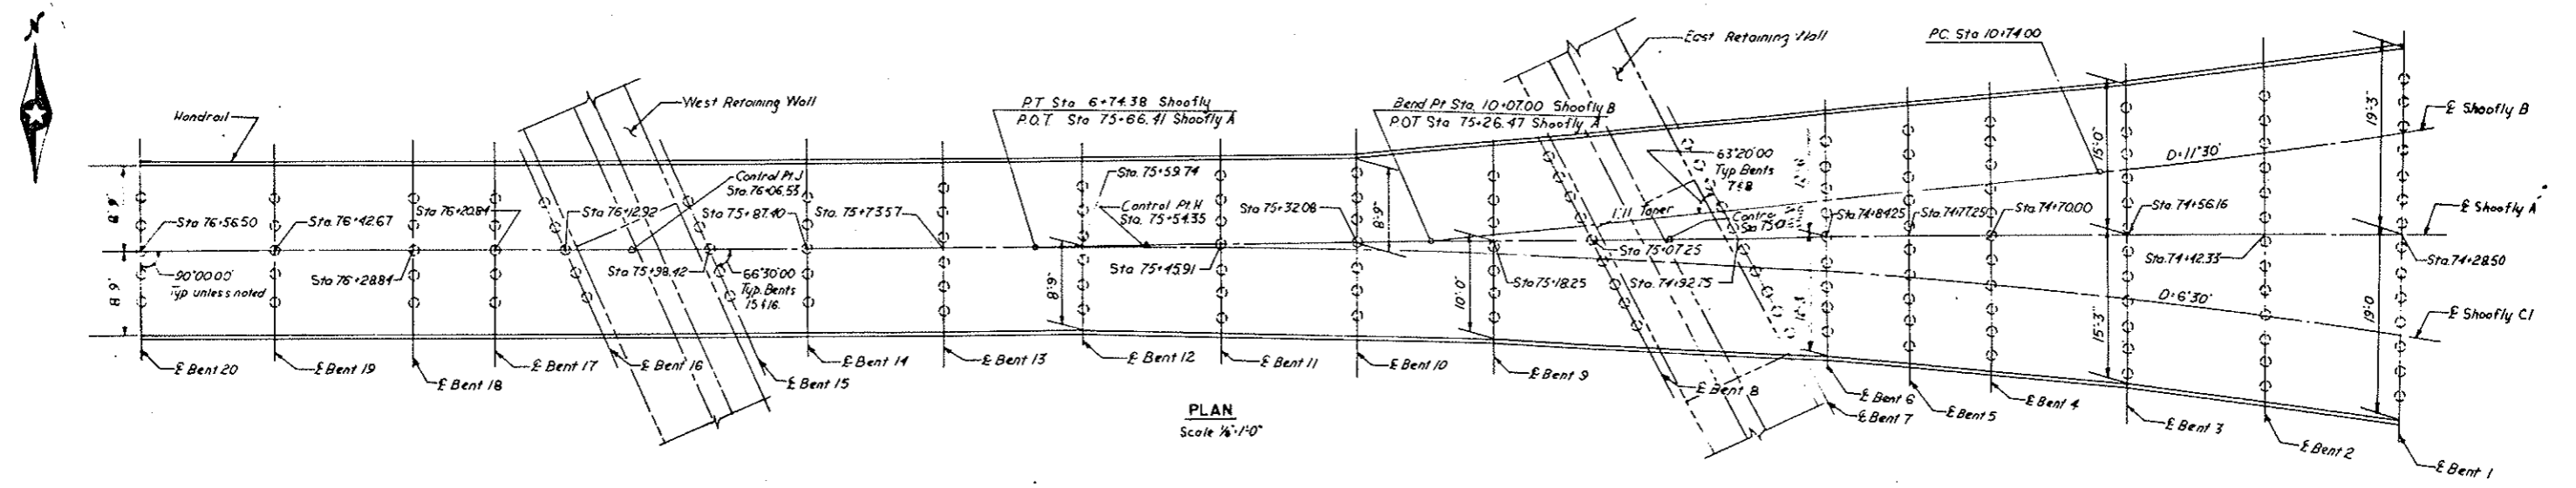 N
Handrail
West Retaining Wall
P.T. Sta 6+74.38 Shoofly
P.O.T. Sta 75+66.41 Shoofly A
Bend Pt Sta. 10+07.00 Shoofly B
P.O.T Sta 75+26.47 Shoofly A
East Retaining Wall
P.C. Sta 10+74.00
℄ Shoofly B
℄ Shoofly A
℄ Shoofly C1
D=11°30'
D=6°30'
1:11 Taper
63°20'00"
Typ Bents
7&8
Control Pt. J
Sta. 76+06.53
Control Pt. H
Sta. 75+54.35
Sta 76+56.50
Sta. 76+42.67
Sta 76+28.84
Sta 76+20.84
Sta 76+12.92
Sta 75+98.42
Sta 75+87.40
Sta. 75+73.57
Sta. 75+59.74
Sta 75+45.91
Sta 75+32.08
Sta 75+18.25
Sta 75+07.25
Sta. 74+92.75
Sta 74+84.25
Sta 74+77.25
Sta 74+70.00
Sta. 74+56.16
Sta. 74+42.33
Sta. 74+28.50
90°00'00"
Typ unless noted
66°30'00"
Typ. Bents
15 & 16.
8'-9"
8'-9"
8'-9"
8'-9"
10'-0"
15'-0"
15'-3"
19'-3"
19'-0
℄ Bent 20
℄ Bent 19
℄ Bent 18
℄ Bent 17
℄ Bent 16
℄ Bent 15
℄ Bent 14
℄ Bent 13
℄ Bent 12
℄ Bent 11
℄ Bent 10
℄ Bent 9
℄ Bent 8
℄ Bent 7
℄ Bent 6
℄ Bent 5
℄ Bent 4
℄ Bent 3
℄ Bent 2
℄ Bent 1
PLAN
Scale ⅛"=1'-0"